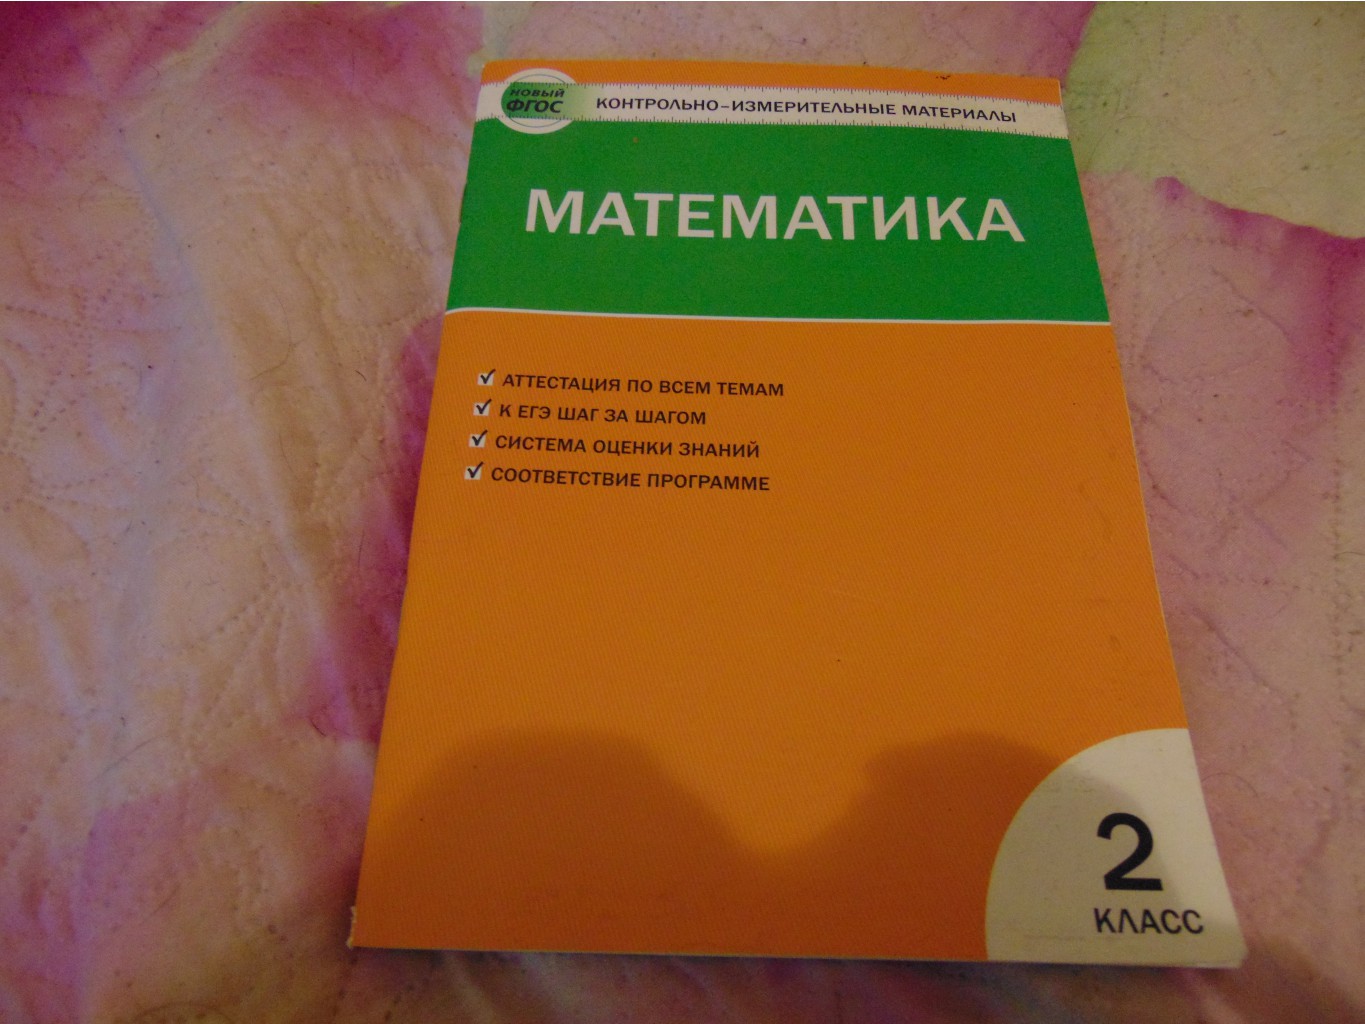 НОВЫЙ
ФГОС
КОНТРОЛЬНО-ИЗМЕРИТЕЛЬНЫЕ МАТЕРИАЛЫ
МАТЕМАТИКА
АТТЕСТАЦИЯ ПО ВСЕМ ТЕМАМ
К ЕГЭ ШАГ ЗА ШАГОМ
СИСТЕМА ОЦЕНКИ ЗНАНИЙ
СООТВЕТСТВИЕ ПРОГРАММЕ
2
КЛАСС